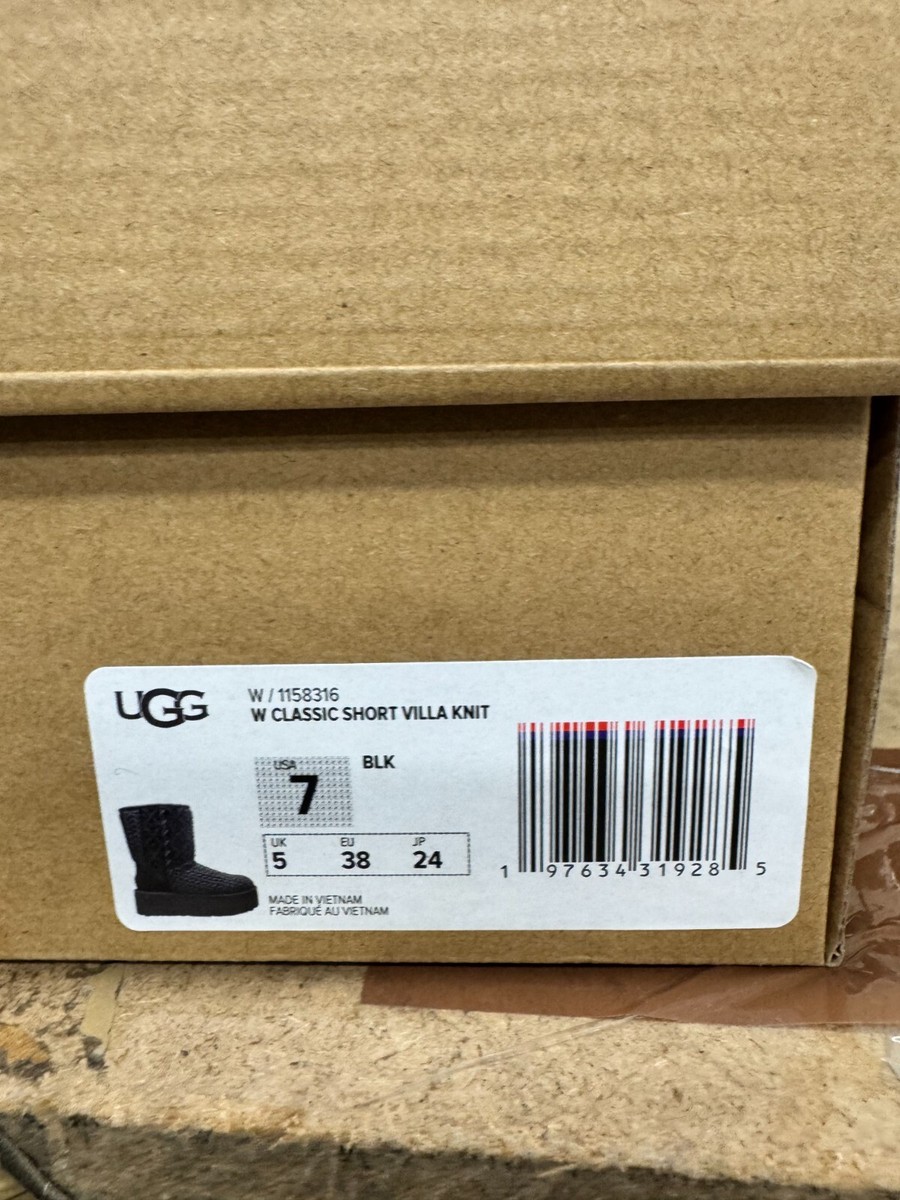 UGG
W / 1158316
W CLASSIC SHORT VILLA KNIT
USA
7
BLK
UK EU JP
5 38 24
MADE IN VIETNAM
FABRIQUÉ AU VIETNAM
1 97634 31928 5